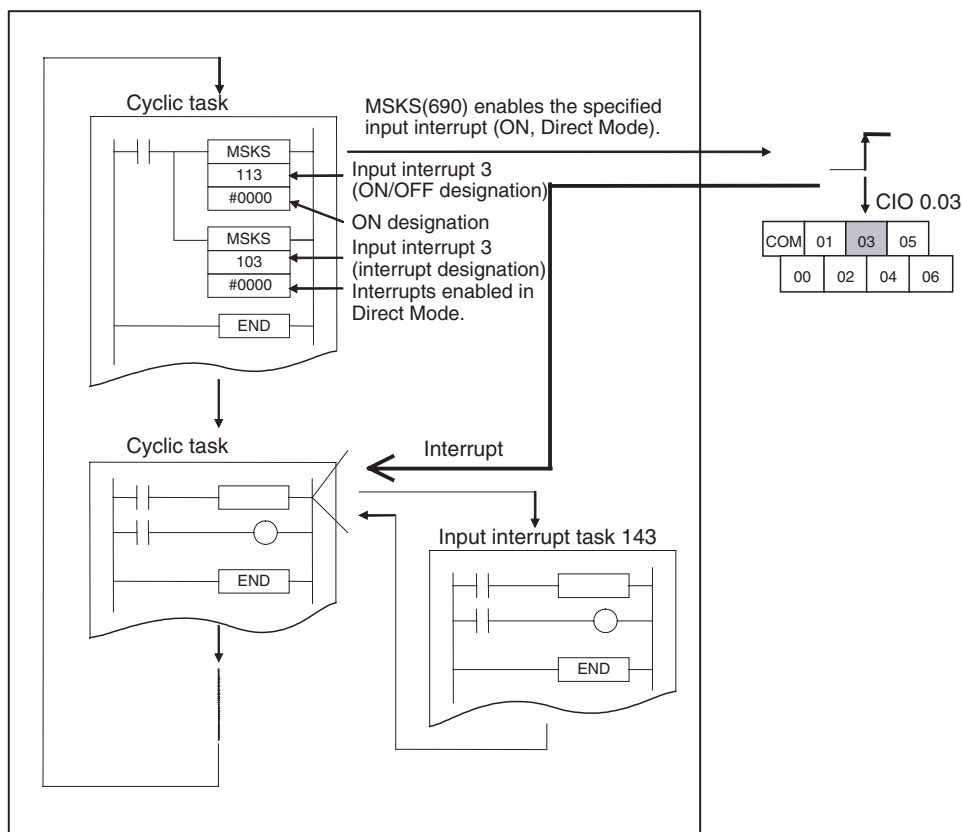 Cyclic task
MSKS(690) enables the specified
input interrupt (ON, Direct Mode).
MSKS
113
#0000
Input interrupt 3
(ON/OFF designation)
ON designation
MSKS
103
#0000
Input interrupt 3
(interrupt designation)
Interrupts enabled in
Direct Mode.
END
CIO 0.03
COM 01 03 05
00 02 04 06
Cyclic task
Interrupt
END
Input interrupt task 143
END